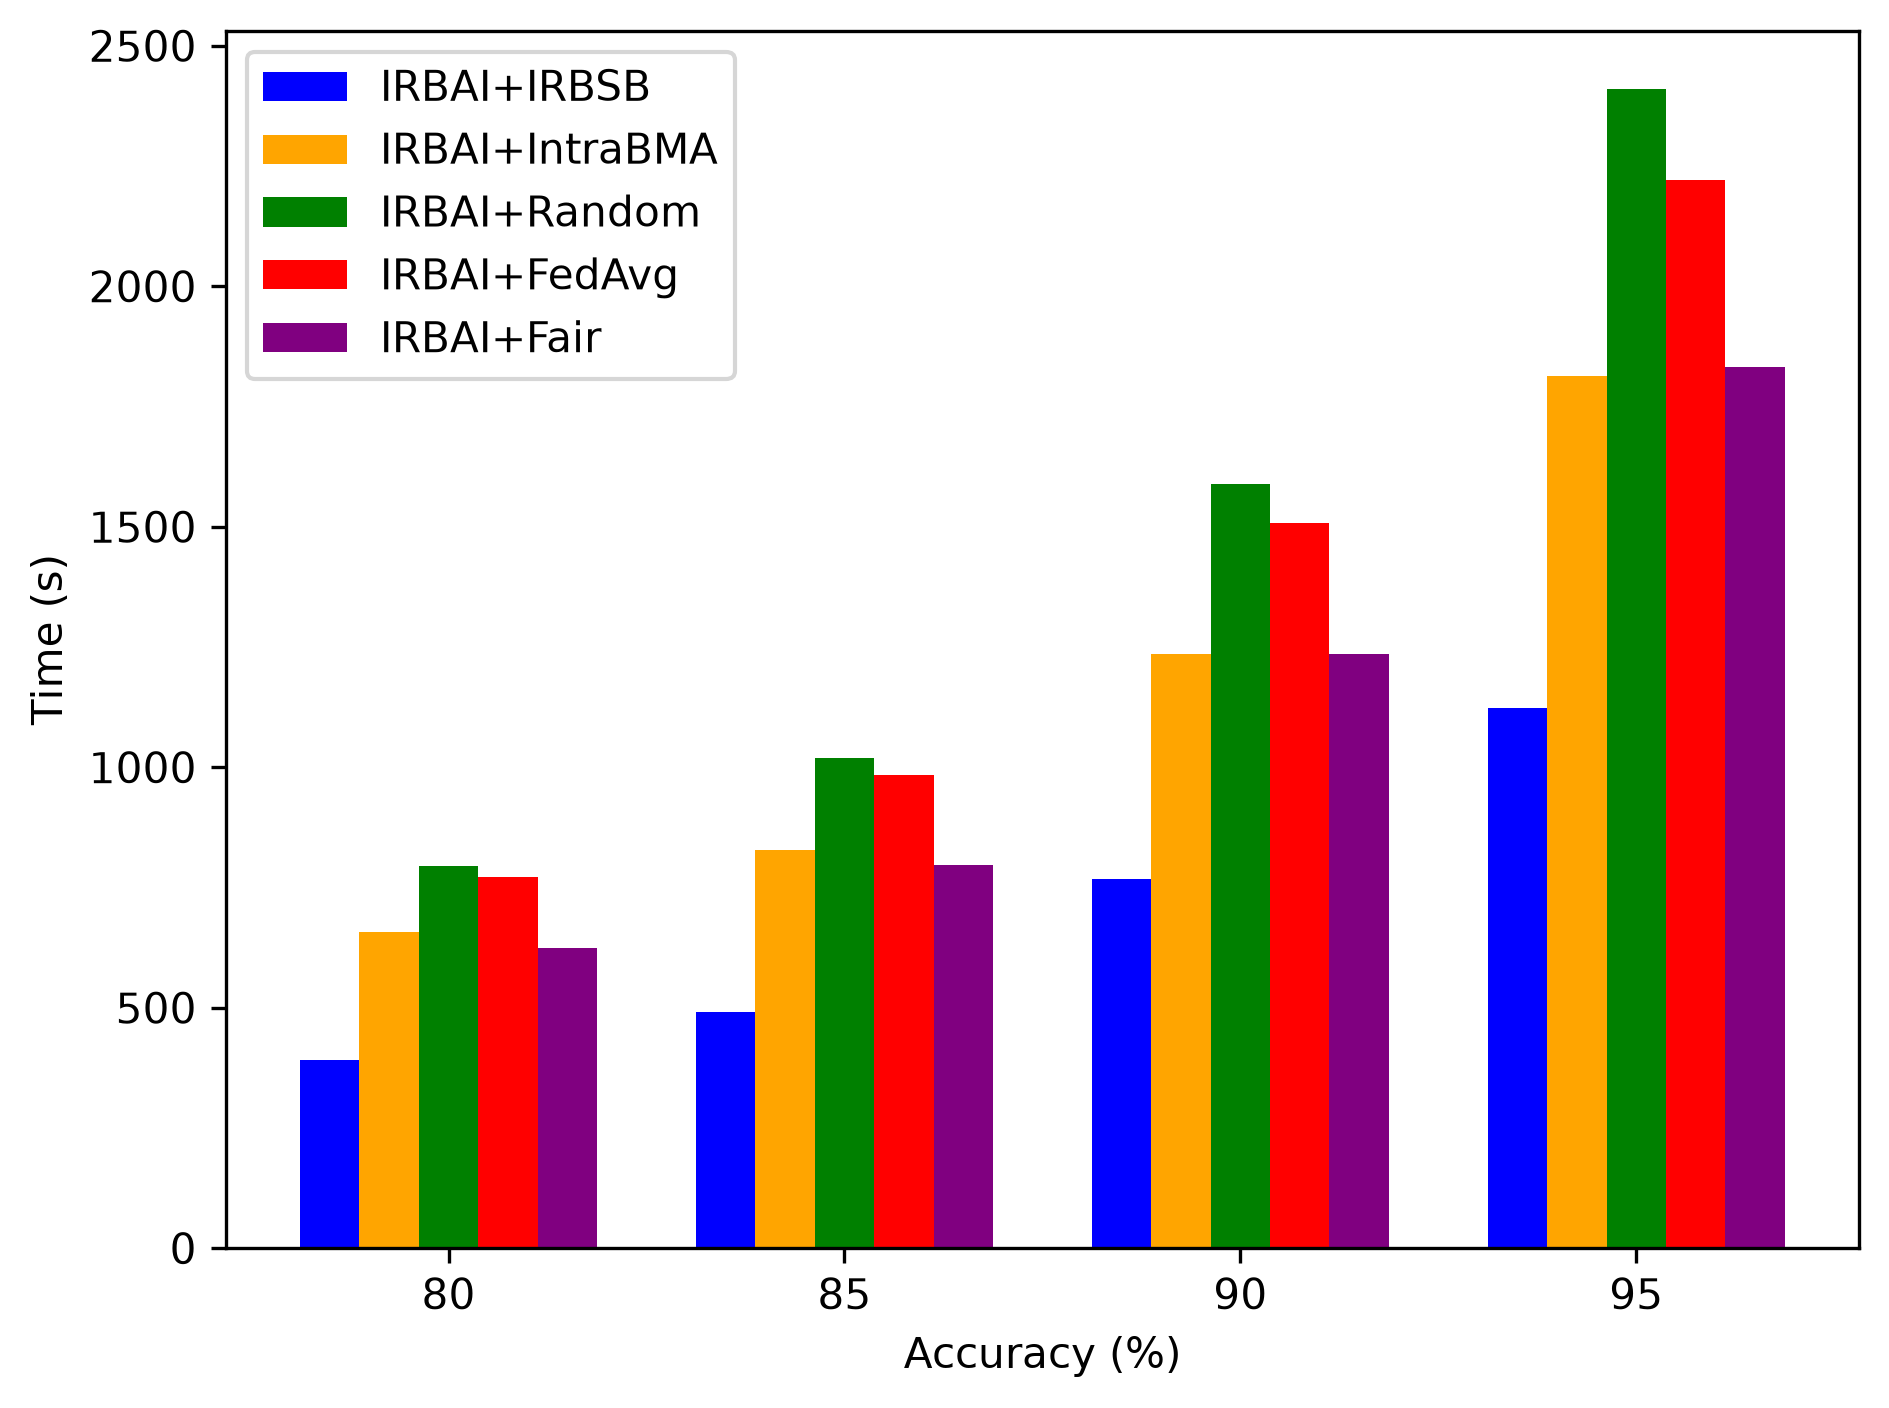 2500
2000
1500
1000
500
0
Time (s)
IRBAI+IRBSB
IRBAI+IntraBMA
IRBAI+Random
IRBAI+FedAvg
IRBAI+Fair
80 85 90 95
Accuracy (%)